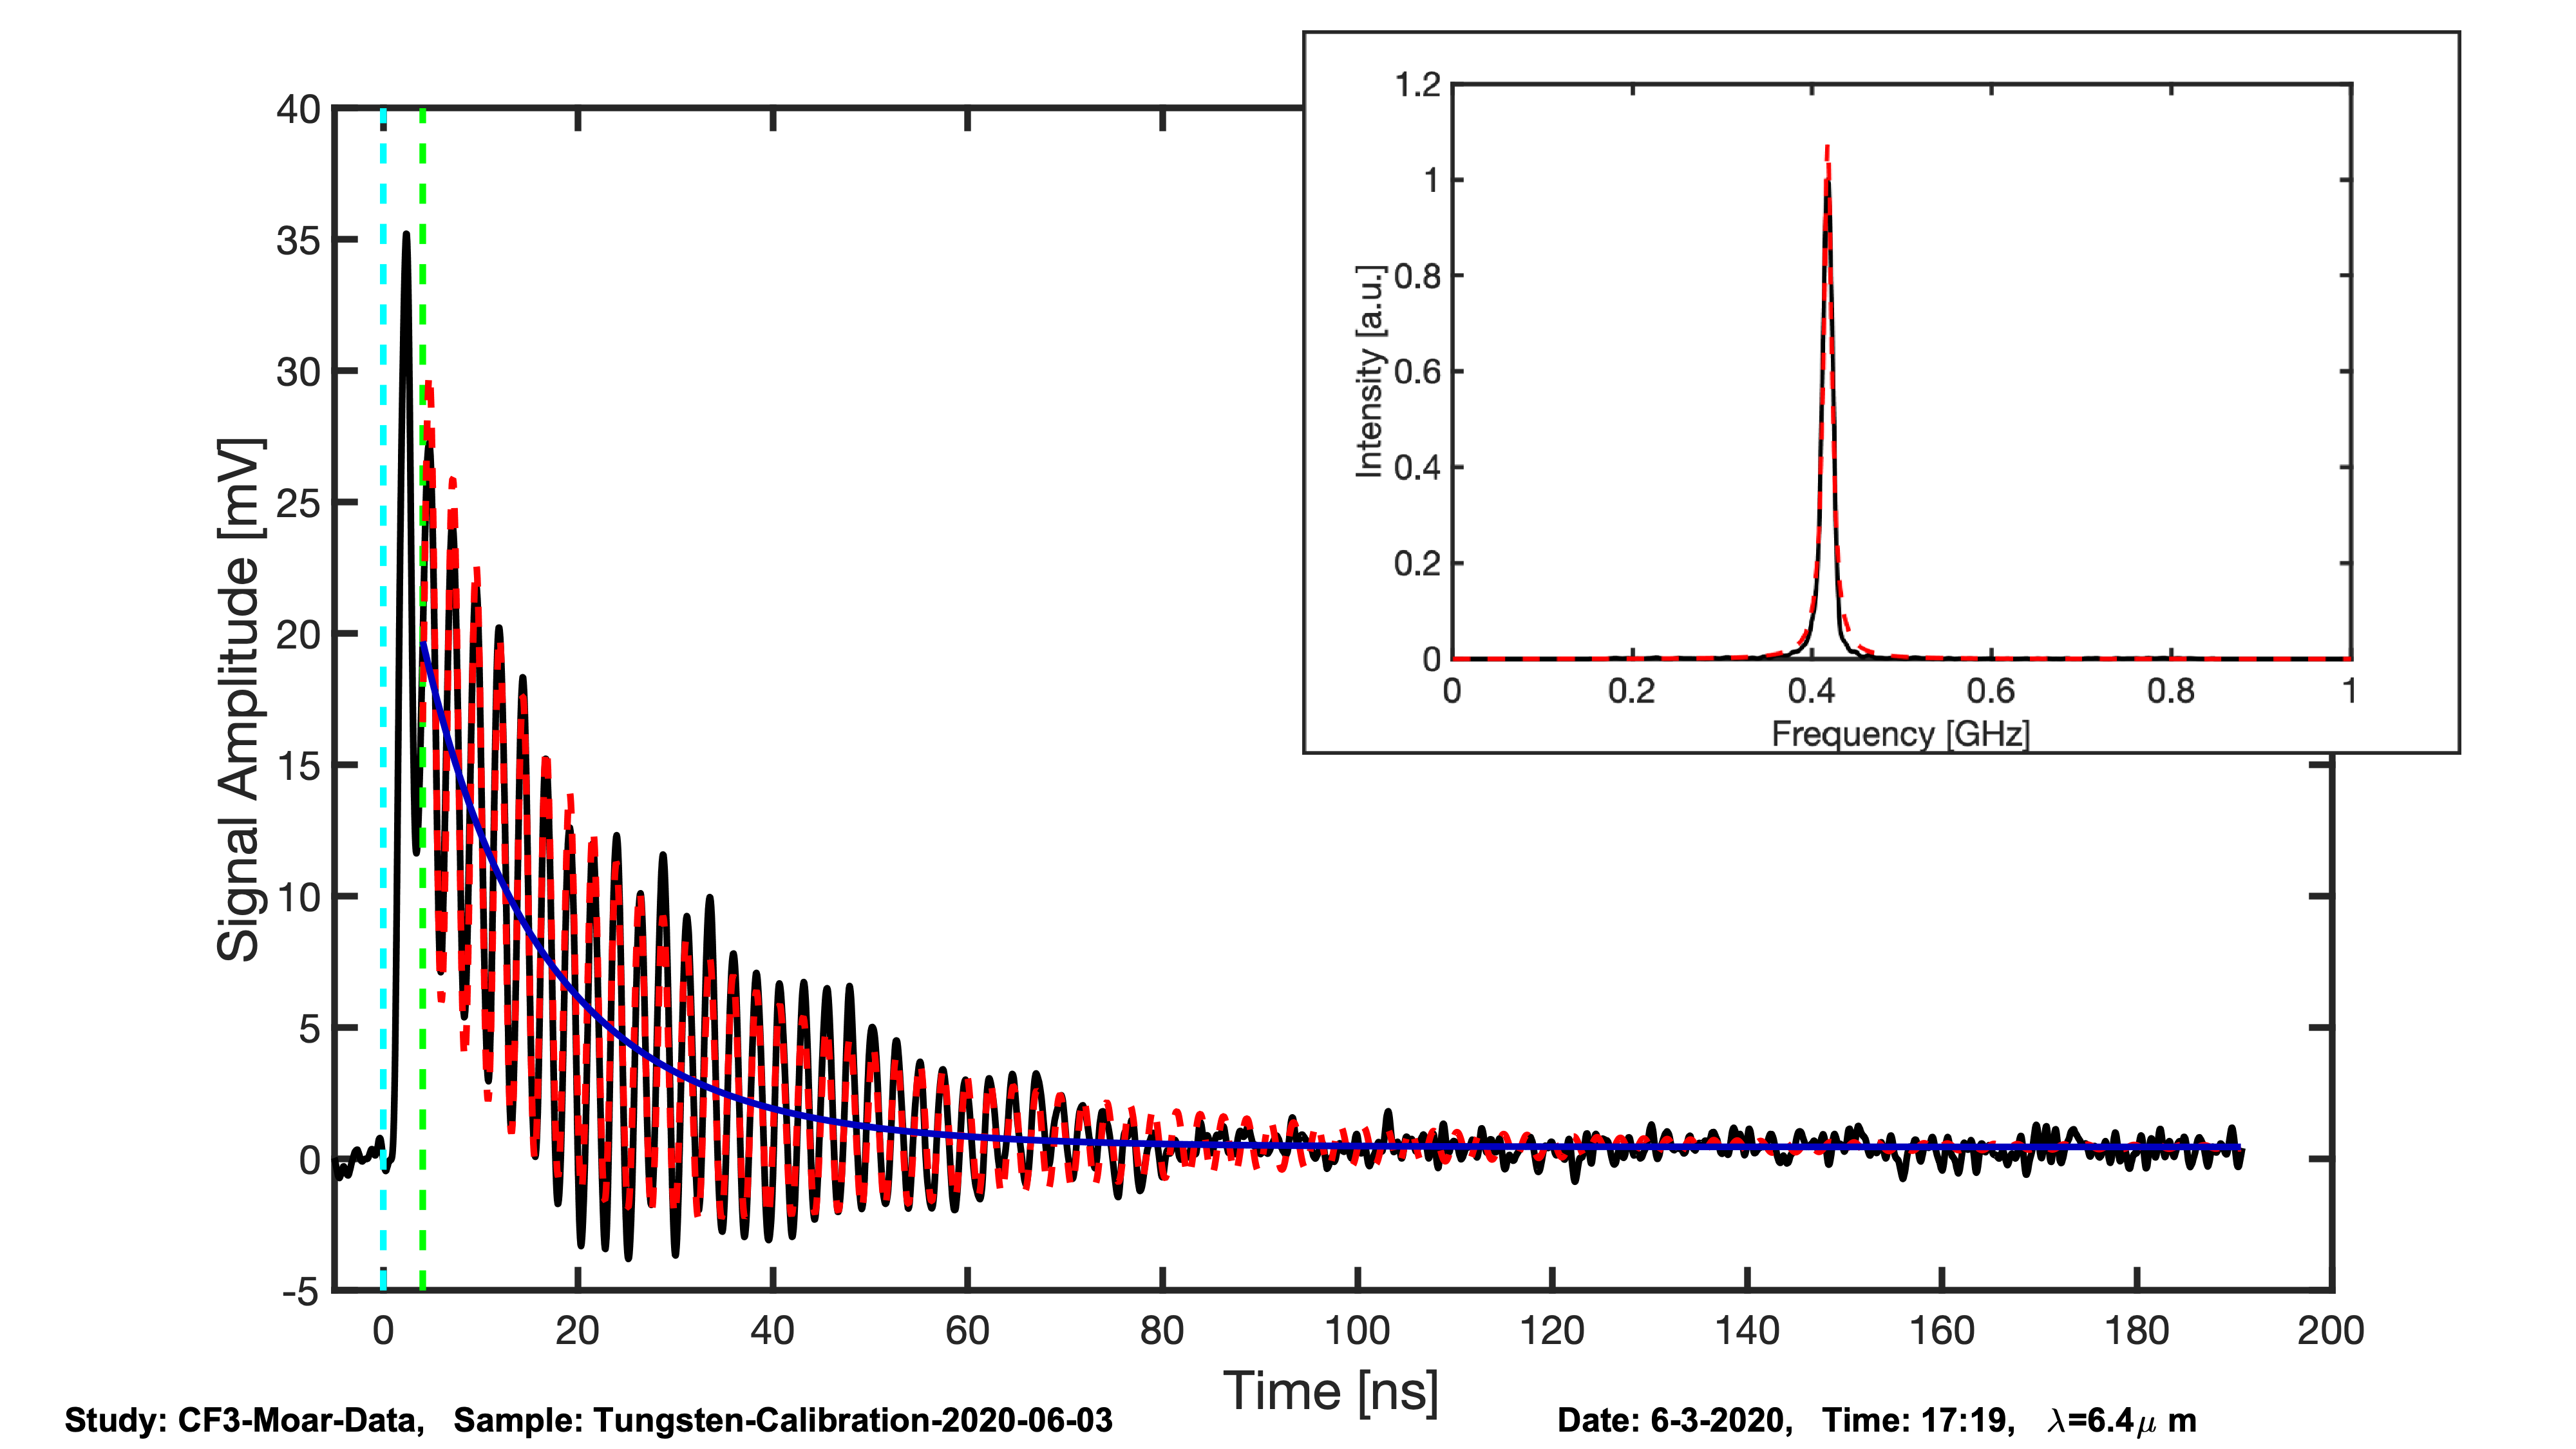 1.2
1
0.8
0.6
0.4
0.2
0
Intensity [a.u.]
0 0.2 0.4 0.6 0.8 1
Frequency [GHz]
40
35
30
25
20
15
10
5
0
-5
Signal Amplitude [mV]
0 20 40 60 80 100 120 140 160 180 200
Time [ns]
Study: CF3-Moar-Data, Sample: Tungsten-Calibration-2020-06-03
Date: 6-3-2020, Time: 17:19, λ=6.4μ m